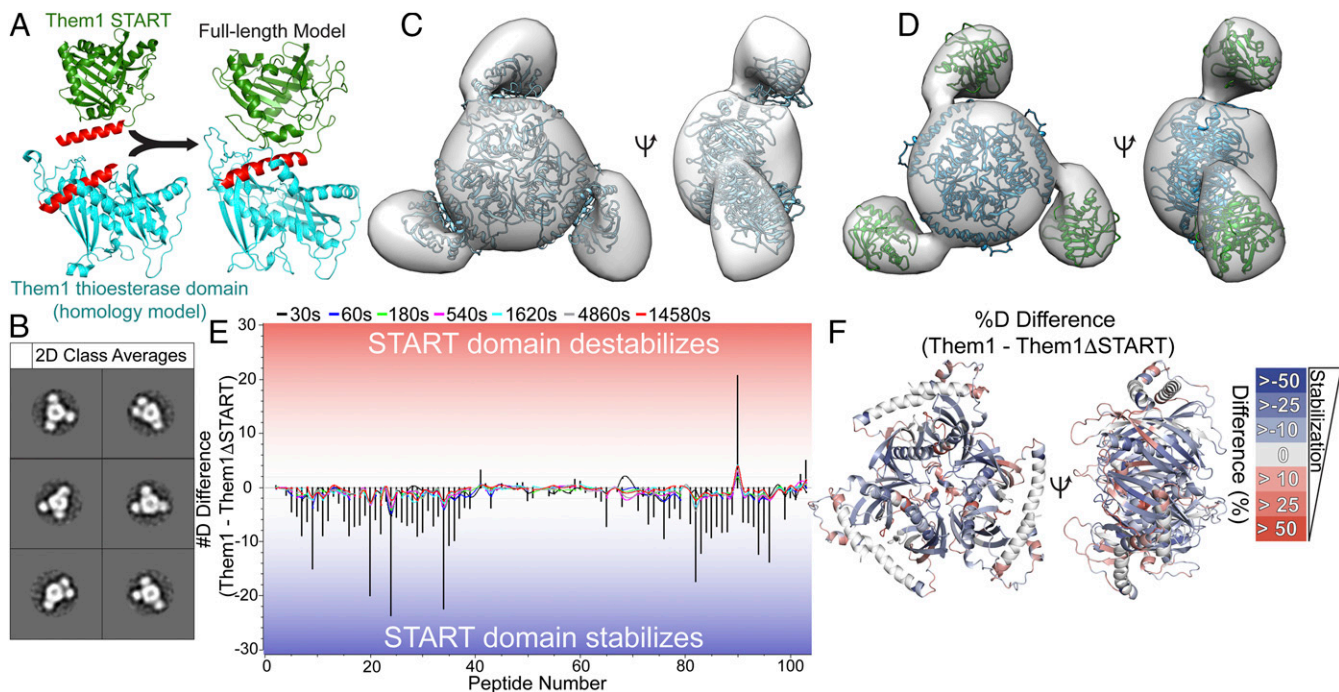 A
Them1 START
Full-length Model
Them1 thioesterase domain
(homology model)
B
2D Class Averages
C
Ψ
D
Ψ
E
30s 60s 180s 540s 1620s 4860s 14580s
#D Difference
(Them1 - Them1ΔSTART)
30
20
10
0
-10
-20
-30
START domain destabilizes
START domain stabilizes
0 20 40 60 80 100
Peptide Number
F
%D Difference
(Them1 - Them1ΔSTART)
Ψ
Difference (%)
>-50
>-25
>-10
0
> 10
> 25
> 50
Stabilization